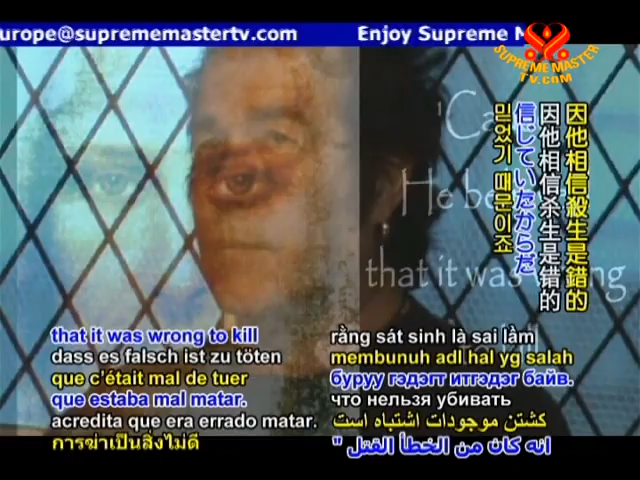 urope@suprememastertv.com Enjoy Supreme M
SUPREME MASTER
TV.COM
'Ca
He be
that it was wrong
因他相信殺生是錯的
因他相信杀生是错的
信じていたからだ
믿었기 때문이죠
that it was wrong to kill
dass es falsch ist zu töten
que c'était mal de tuer
que estaba mal matar.
acredita que era errado matar.
การฆ่าเป็นสิ่งไม่ดี
rằng sát sinh là sai lầm
membunuh adl hal yg salah
буруу гэдэгт итгэдэг байв.
что нельзя убивать
کشتن موجودات اشتباه است
انه كان من الخطأ القتل "